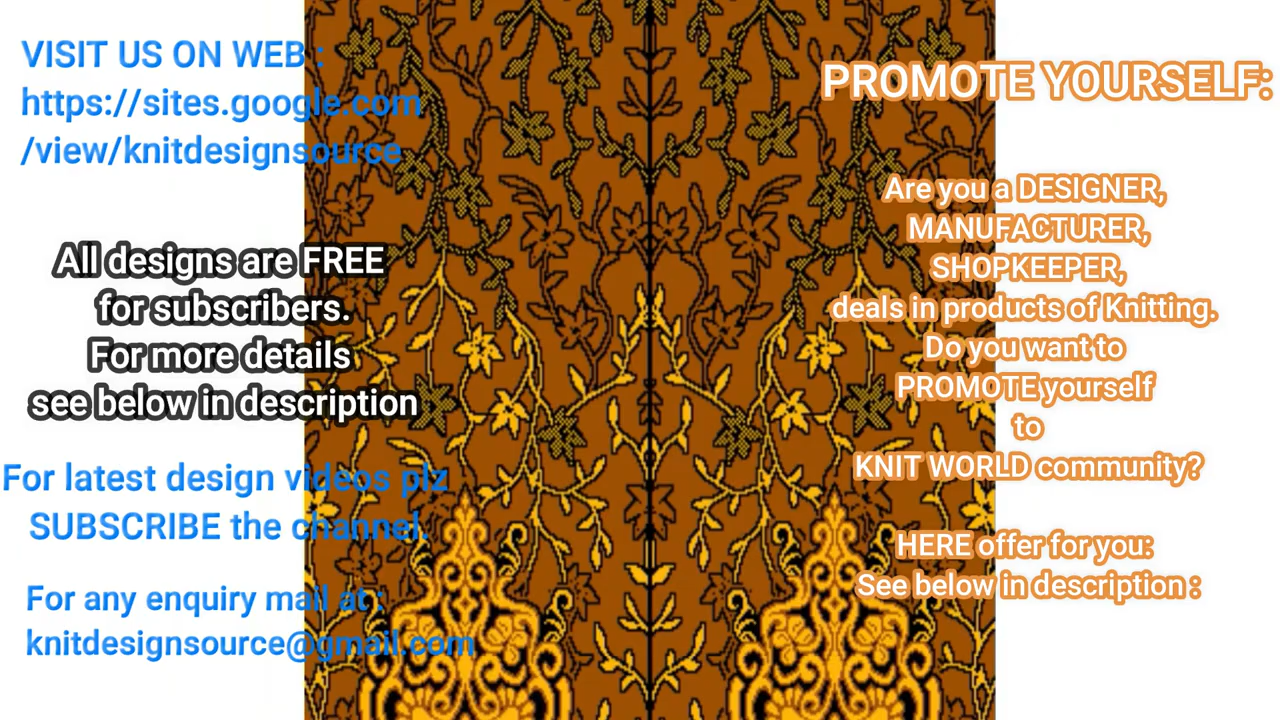 VISIT US ON WEB :
https://sites.google.com
/view/knitdesignsource
All designs are FREE
for subscribers.
For more details
see below in description
For latest design videos plz
SUBSCRIBE the channel.
For any enquiry mail at :
knitdesignsource@gmail.com
PROMOTE YOURSELF:
Are you a DESIGNER,
MANUFACTURER,
SHOPKEEPER,
deals in products of Knitting.
Do you want to
PROMOTE yourself
to
KNIT WORLD community?
HERE offer for you:
See below in description :